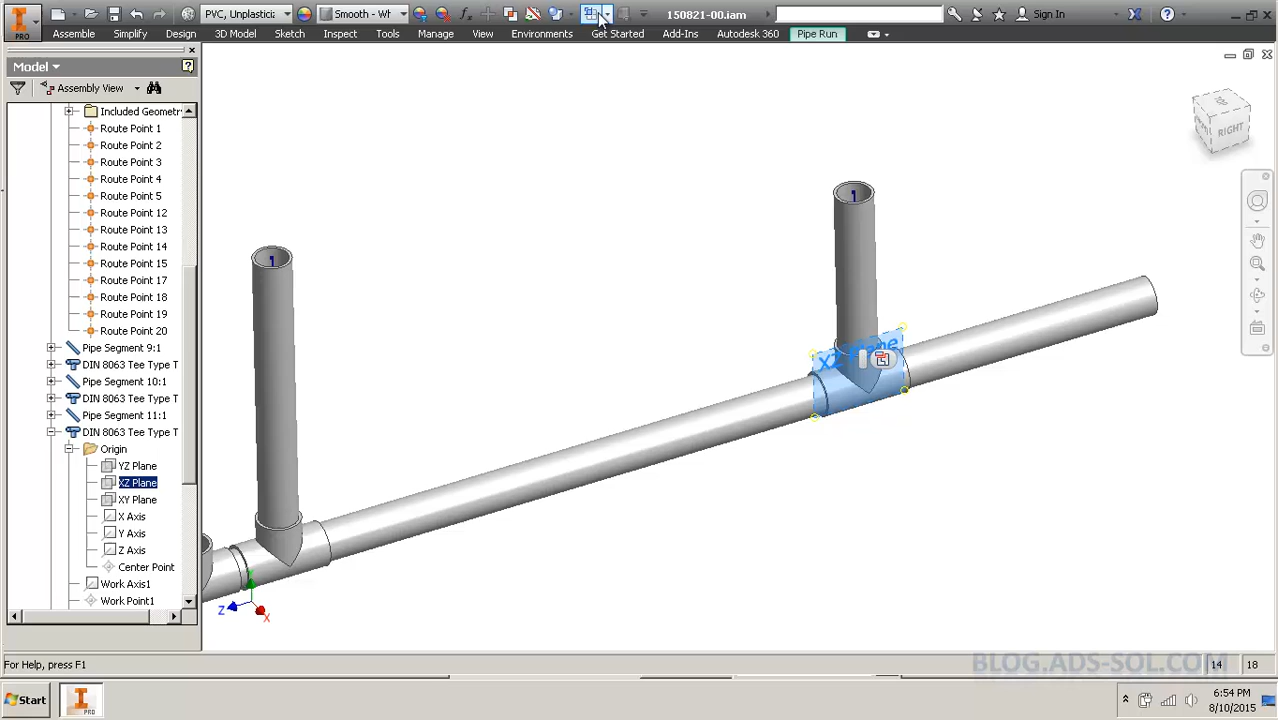 PRO
PVC, Unplasticiz
Smooth - Wh
150821-00.iam
Sign In
Assemble
Simplify
Design
3D Model
Sketch
Inspect
Tools
Manage
View
Environments
Get Started
Add-Ins
Autodesk 360
Pipe Run
Model
Assembly View
Included Geometr
Route Point 1
Route Point 2
Route Point 3
Route Point 4
Route Point 5
Route Point 12
Route Point 13
Route Point 14
Route Point 15
Route Point 17
Route Point 18
Route Point 19
Route Point 20
Pipe Segment 9:1
DIN 8063 Tee Type T
Pipe Segment 10:1
DIN 8063 Tee Type T
Pipe Segment 11:1
DIN 8063 Tee Type T
Origin
YZ Plane
XZ Plane
XY Plane
X Axis
Y Axis
Z Axis
Center Point
Work Axis1
Work Point1
RIGHT
1
1
XZ Plane
Z
X
For Help, press F1
BLOG.ADS-SOL.COM
14
18
Start
PRO
6:54 PM
8/10/2015